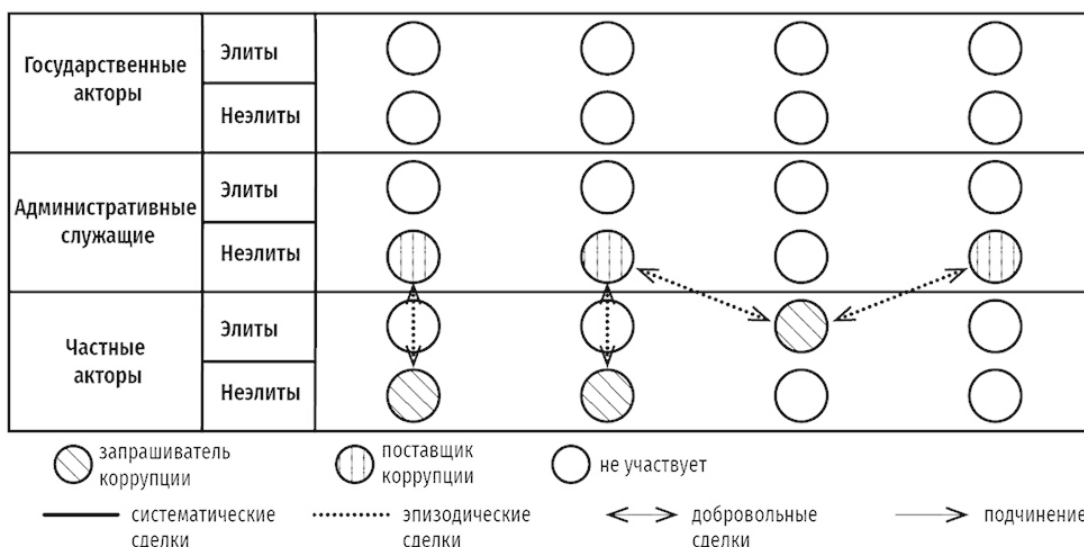 Государственные
акторы
Элиты
Неэлиты
Административные
служащие
Элиты
Неэлиты
Частные
акторы
Элиты
Неэлиты
запрашиватель
коррупции
поставщик
коррупции
не участвует
систематические
сделки
эпизодические
сделки
добровольные
сделки
подчинение